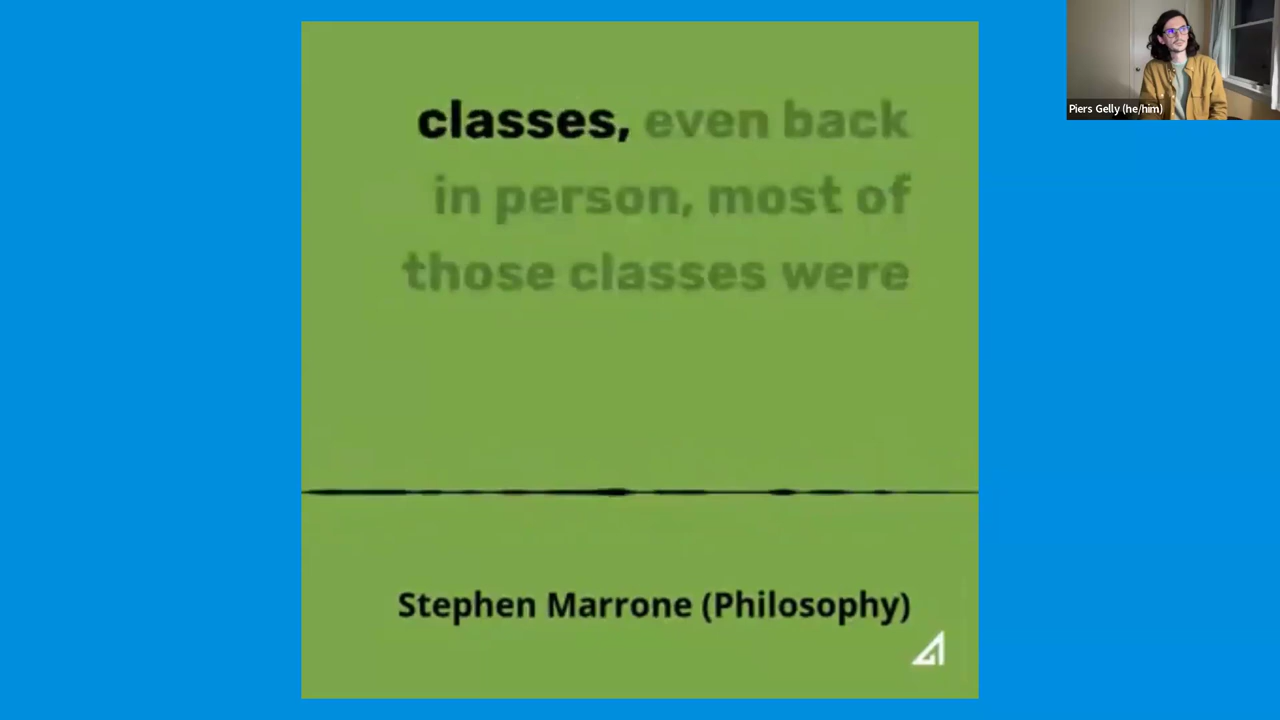 classes, even back
in person, most of
those classes were
Stephen Marrone (Philosophy)
Piers Gelly (he/him)